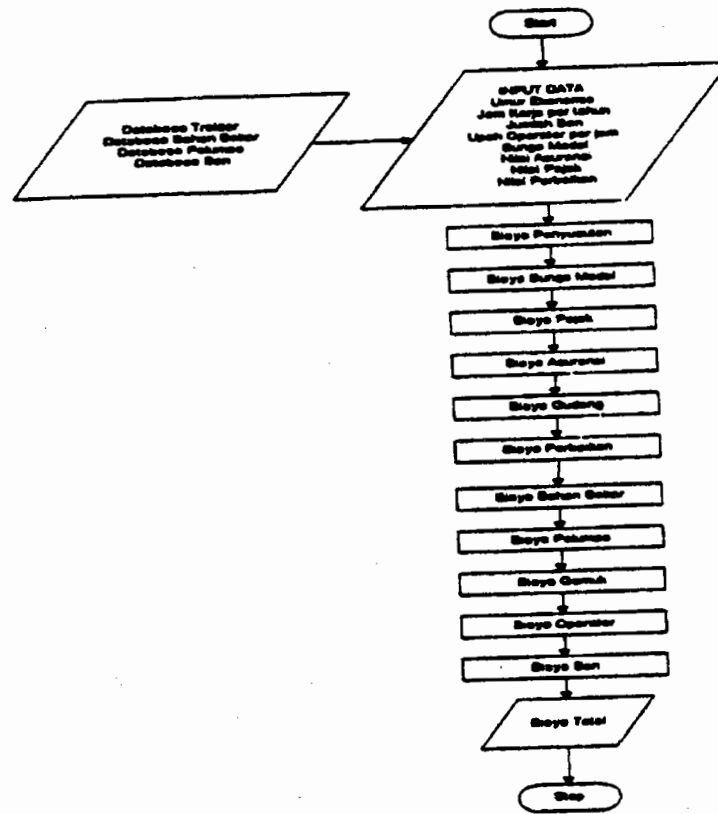 Start
INPUT DATA
Umur Ekonomis
Jam Kerja per tahun
Jumlah Ban
Upah Operator per jam
Bunga Modal
Nilai Asuransi
Nilai Pajak
Nilai Perbaikan
Database Traktor
Database Bahan Bakar
Database Pelumas
Database Ban
Biaya Penyusutan
Biaya Bunga Modal
Biaya Pajak
Biaya Asuransi
Biaya Gudang
Biaya Perbaikan
Biaya Bahan Bakar
Biaya Pelumas
Biaya Gemuk
Biaya Operator
Biaya Ban
Biaya Total
Stop